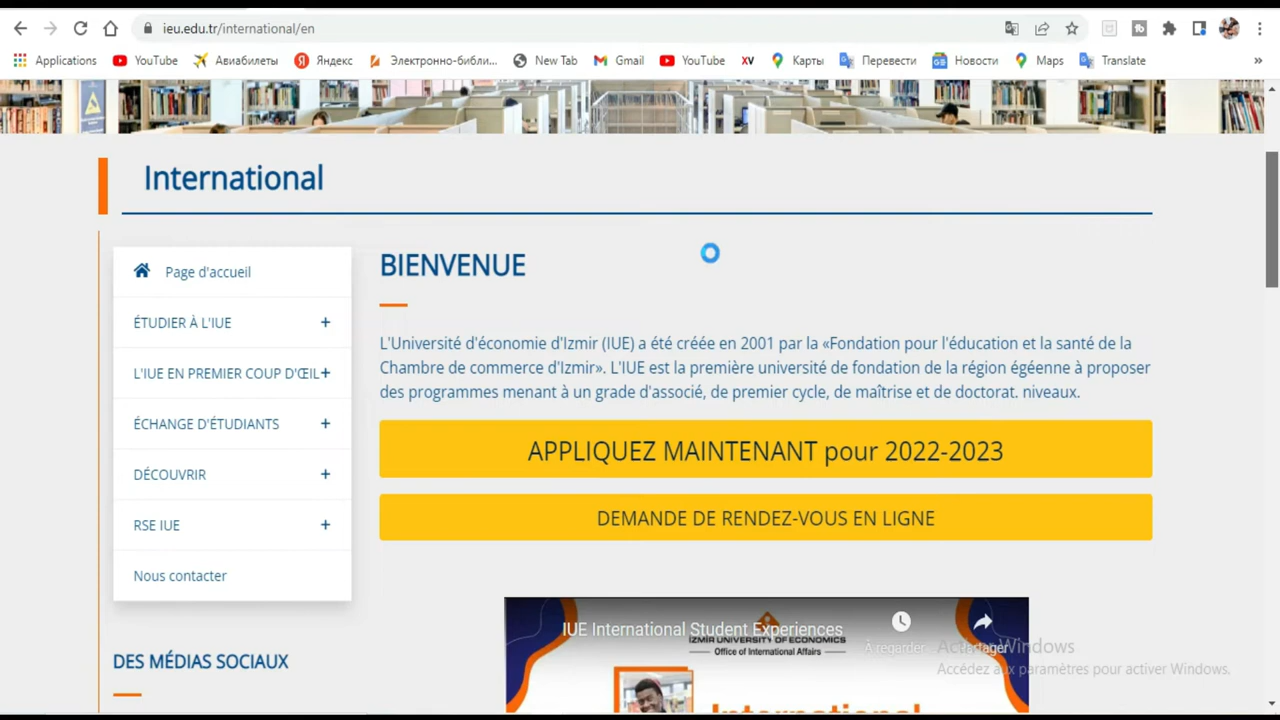 ieu.edu.tr/international/en
Applications YouTube Авиабилеты Яндекс Электронно-библи... New Tab Gmail YouTube XV Карты Перевести Новости Maps Translate »
International
Page d'accueil
ÉTUDIER À L'IUE +
L'IUE EN PREMIER COUP D'ŒIL+
ÉCHANGE D'ÉTUDIANTS +
DÉCOUVRIR +
RSE IUE +
Nous contacter
DES MÉDIAS SOCIAUX
BIENVENUE
L'Université d'économie d'Izmir (IUE) a été créée en 2001 par la «Fondation pour l'éducation et la santé de la
Chambre de commerce d'Izmir». L'IUE est la première université de fondation de la région égéenne à proposer
des programmes menant à un grade d'associé, de premier cycle, de maîtrise et de doctorat. niveaux.
APPLIQUEZ MAINTENANT pour 2022-2023
DEMANDE DE RENDEZ-VOUS EN LIGNE
IUE International Student Experiences
IZMIR UNIVERSITY OF ECONOMICS
Office of International Affairs
À regarder Partager
International
Activer Windows
Accédez aux paramètres pour activer Windows.